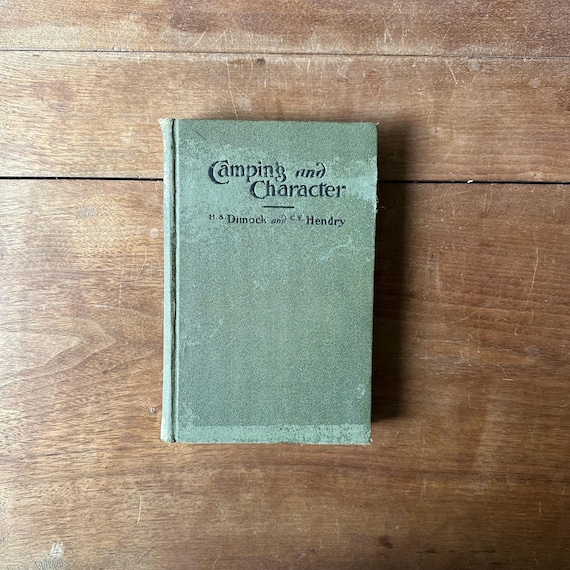 Camping and
Character
H. S. Dimock and C. E. Hendry